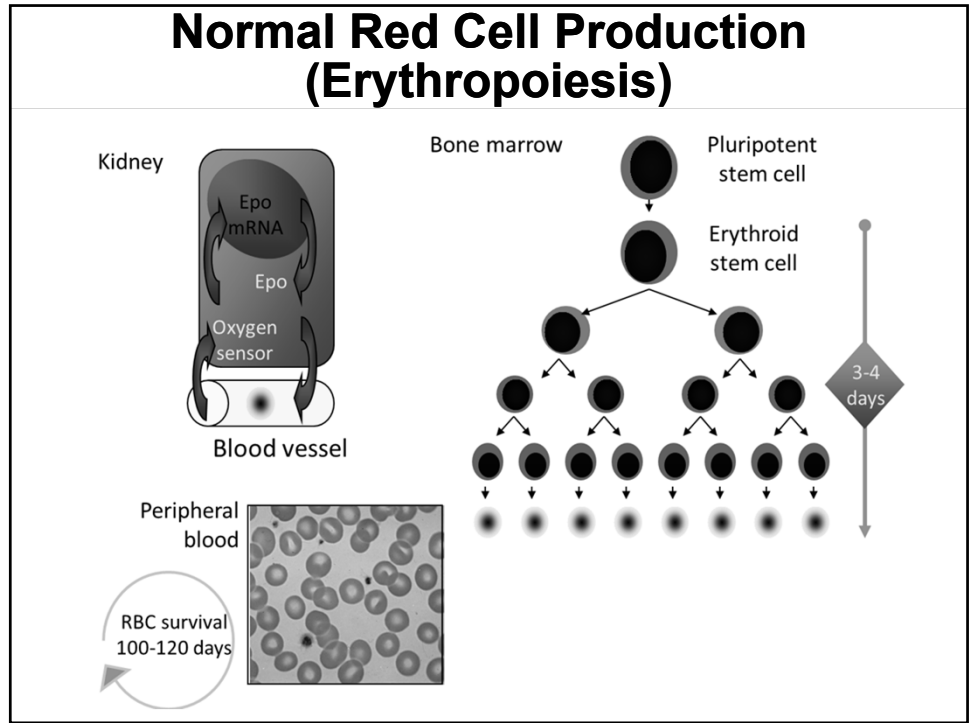 Normal Red Cell Production
(Erythropoiesis)
Kidney
Epo
mRNA
Epo
Oxygen
sensor
Blood vessel
Bone marrow
Pluripotent
stem cell
Erythroid
stem cell
3-4
days
Peripheral
blood
RBC survival
100-120 days